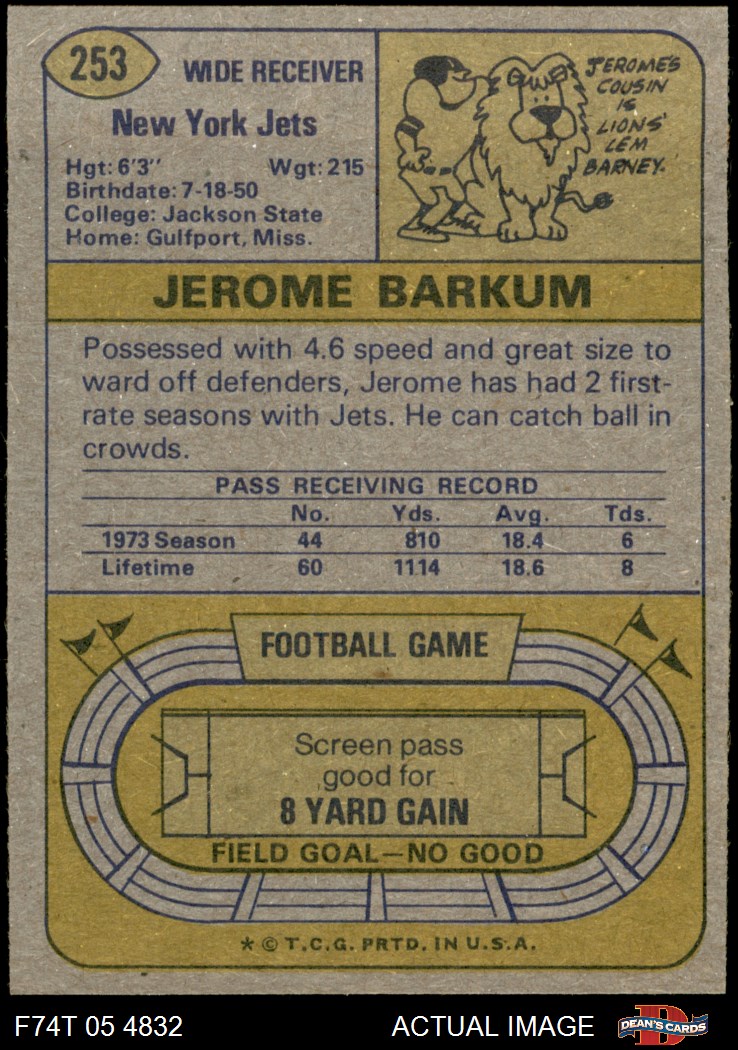 253
WIDE RECEIVER
New York Jets
Hgt: 6'3" Wgt: 215
Birthdate: 7-18-50
College: Jackson State
Home: Gulfport, Miss.
JEROME'S
COUSIN
IS
LIONS'
LEM
BARNEY.
JEROME BARKUM
Possessed with 4.6 speed and great size to
ward off defenders, Jerome has had 2 first-
rate seasons with Jets. He can catch ball in
crowds.
PASS RECEIVING RECORD
No. Yds. Avg. Tds.
1973 Season 44 810 18.4 6
Lifetime 60 1114 18.6 8
FOOTBALL GAME
Screen pass
good for
8 YARD GAIN
FIELD GOAL—NO GOOD
* © T.C.G. PRTD. IN U.S.A.
F74T 05 4832 ACTUAL IMAGE
D
DEAN'S CARDS